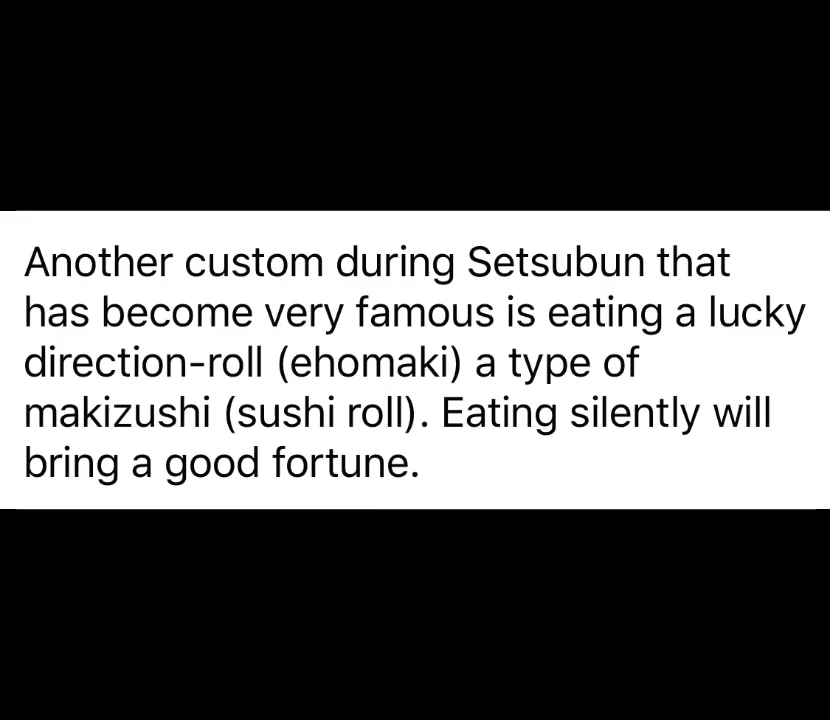 Another custom during Setsubun that
has become very famous is eating a lucky
direction-roll (ehomaki) a type of
makizushi (sushi roll). Eating silently will
bring a good fortune.